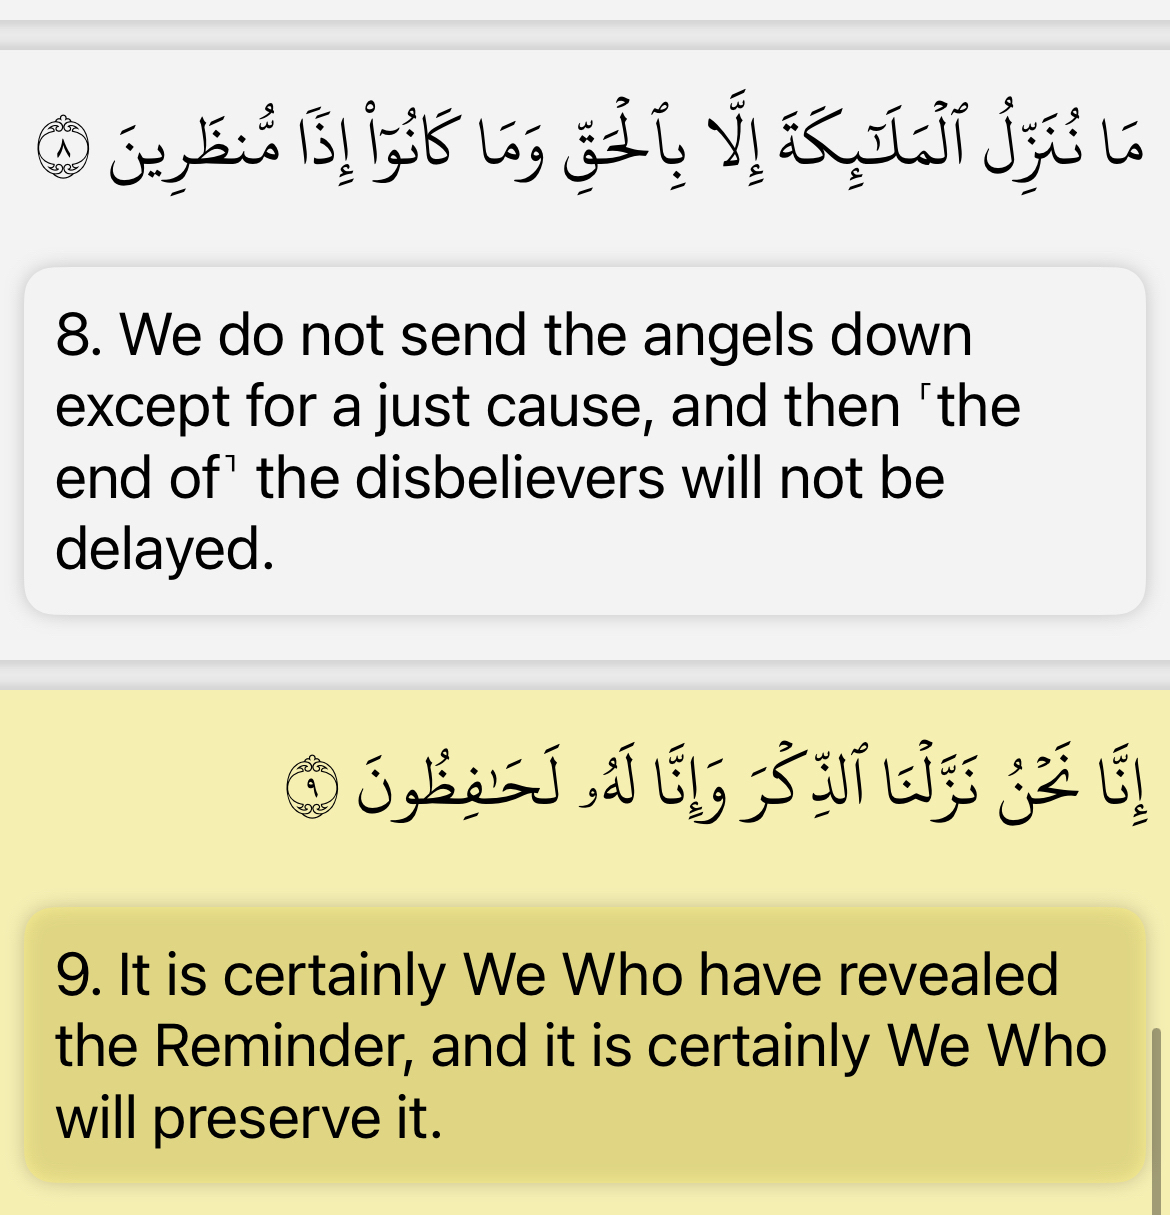 مَا نُنَزِّلُ ٱلْمَلَـٰٓئِكَةَ إِلَّا بِٱلْحَقِّ وَمَا كَانُوٓا۟ إِذًا مُّنظَرِينَ ٨
8. We do not send the angels down
except for a just cause, and then ˹the
end of˺ the disbelievers will not be
delayed.
إِنَّا نَحْنُ نَزَّلْنَا ٱلذِّكْرَ وَإِنَّا لَهُۥ لَحَـٰفِظُونَ ٩
9. It is certainly We Who have revealed
the Reminder, and it is certainly We Who
will preserve it.